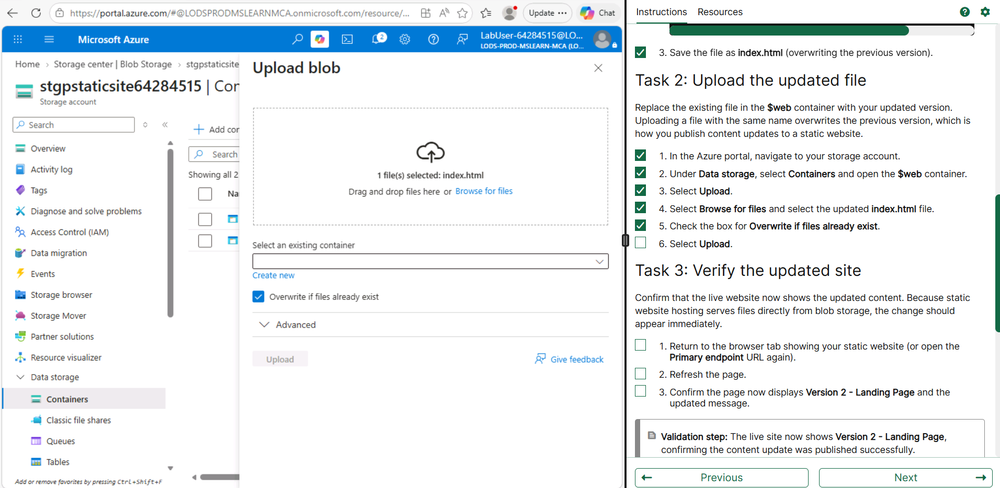 https://portal.azure.com/#@LODSPRODMSLEARNMCA.onmicrosoft.com/resource/...
Update
Chat
Microsoft Azure
2
LabUser-64284515@LO...
LODS-PROD-MSLEARN-MCA (LO...
Home > Storage center | Blob Storage > stgpstaticsite
stgpstaticsite64284515 | Cor
Storage account
Search
Overview
Activity log
Tags
Diagnose and solve problems
Access Control (IAM)
Data migration
Events
Storage browser
Storage Mover
Partner solutions
Resource visualizer
Data storage
Containers
Classic file shares
Queues
Tables
Add or remove favorites by pressing Ctrl+Shift+F
Add cor
Search
Showing all 2
Na
Upload blob
1 file(s) selected: index.html
Drag and drop files here or Browse for files
Select an existing container
Create new
Overwrite if files already exist
Advanced
Upload
Give feedback
Instructions
Resources
3. Save the file as index.html (overwriting the previous version).
Task 2: Upload the updated file
Replace the existing file in the $web container with your updated version.
Uploading a file with the same name overwrites the previous version, which is
how you publish content updates to a static website.
1. In the Azure portal, navigate to your storage account.
2. Under Data storage, select Containers and open the $web container.
3. Select Upload.
4. Select Browse for files and select the updated index.html file.
5. Check the box for Overwrite if files already exist.
6. Select Upload.
Task 3: Verify the updated site
Confirm that the live website now shows the updated content. Because static
website hosting serves files directly from blob storage, the change should
appear immediately.
1. Return to the browser tab showing your static website (or open the
Primary endpoint URL again).
2. Refresh the page.
3. Confirm the page now displays Version 2 - Landing Page and the
updated message.
Validation step: The live site now shows Version 2 - Landing Page,
confirming the content update was published successfully.
Previous
Next